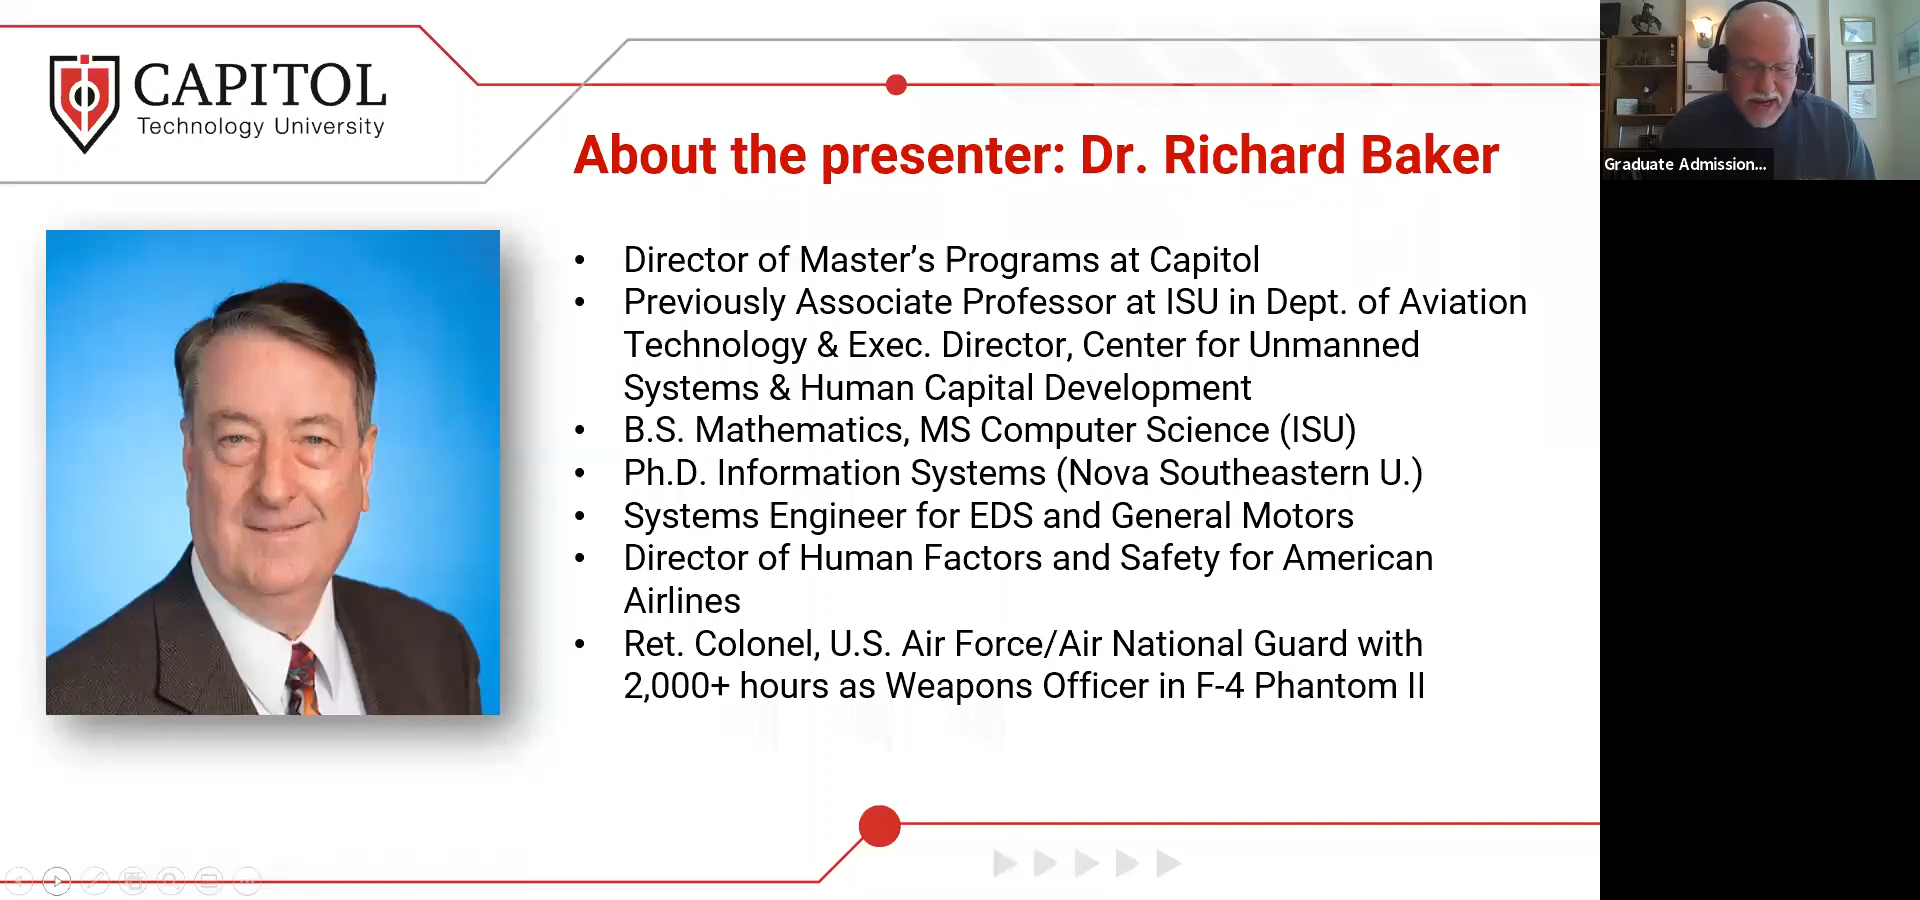 CAPITOL
Technology University
About the presenter: Dr. Richard Baker
• Director of Master’s Programs at Capitol
• Previously Associate Professor at ISU in Dept. of Aviation
Technology & Exec. Director, Center for Unmanned
Systems & Human Capital Development
• B.S. Mathematics, MS Computer Science (ISU)
• Ph.D. Information Systems (Nova Southeastern U.)
• Systems Engineer for EDS and General Motors
• Director of Human Factors and Safety for American
Airlines
• Ret. Colonel, U.S. Air Force/Air National Guard with
2,000+ hours as Weapons Officer in F-4 Phantom II
Graduate Admission...